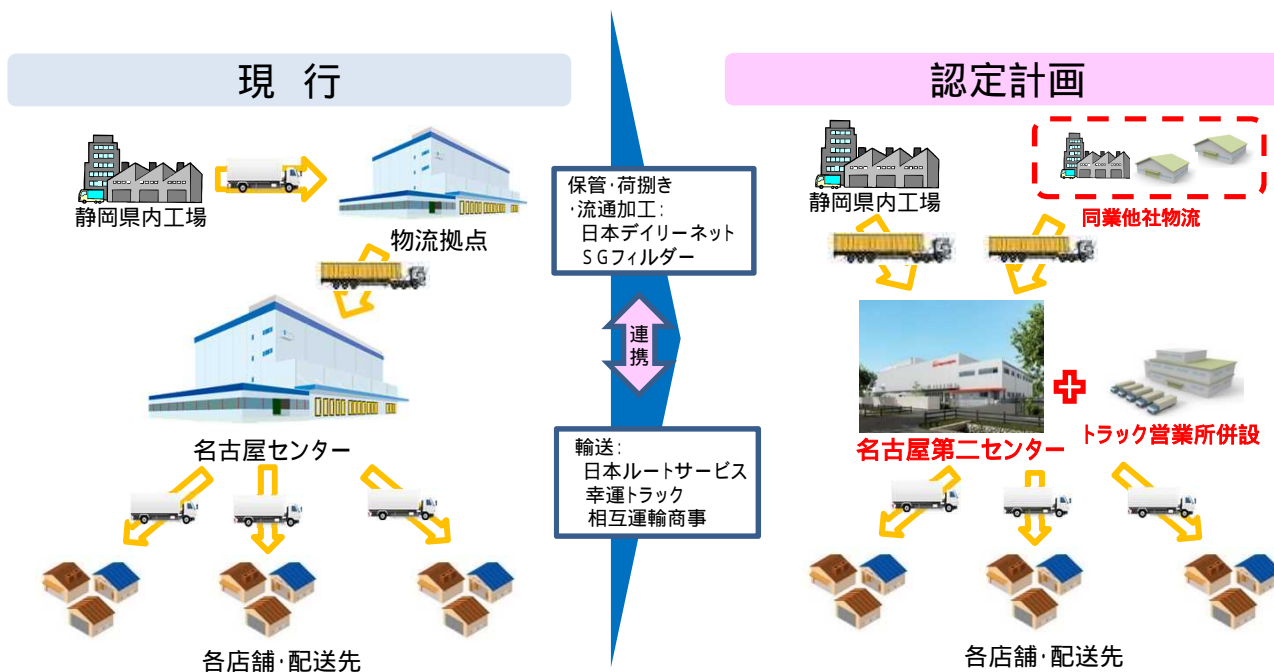 現 行
静岡県内工場
物流拠点
名古屋センター
各店舗・配送先
保管・荷捌き
・流通加工:
日本デイリーネット
SGフィルダー
連携
輸送:
日本ルートサービス
幸運トラック
相互運輸商事
認定計画
静岡県内工場
同業他社物流
名古屋第二センター
トラック営業所併設
各店舗・配送先